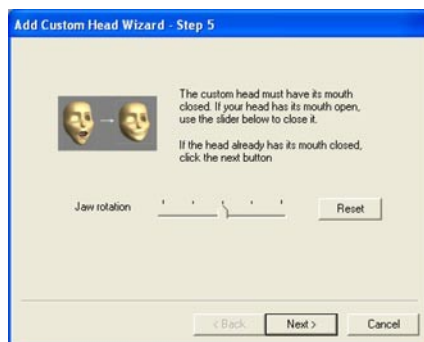 Add Custom Head Wizard - Step 5
The custom head must have its mouth
closed. If your head has its mouth open,
use the slider below to close it.
If the head already has its mouth closed,
click the next button
Jaw rotation
Reset
< Back
Next >
Cancel